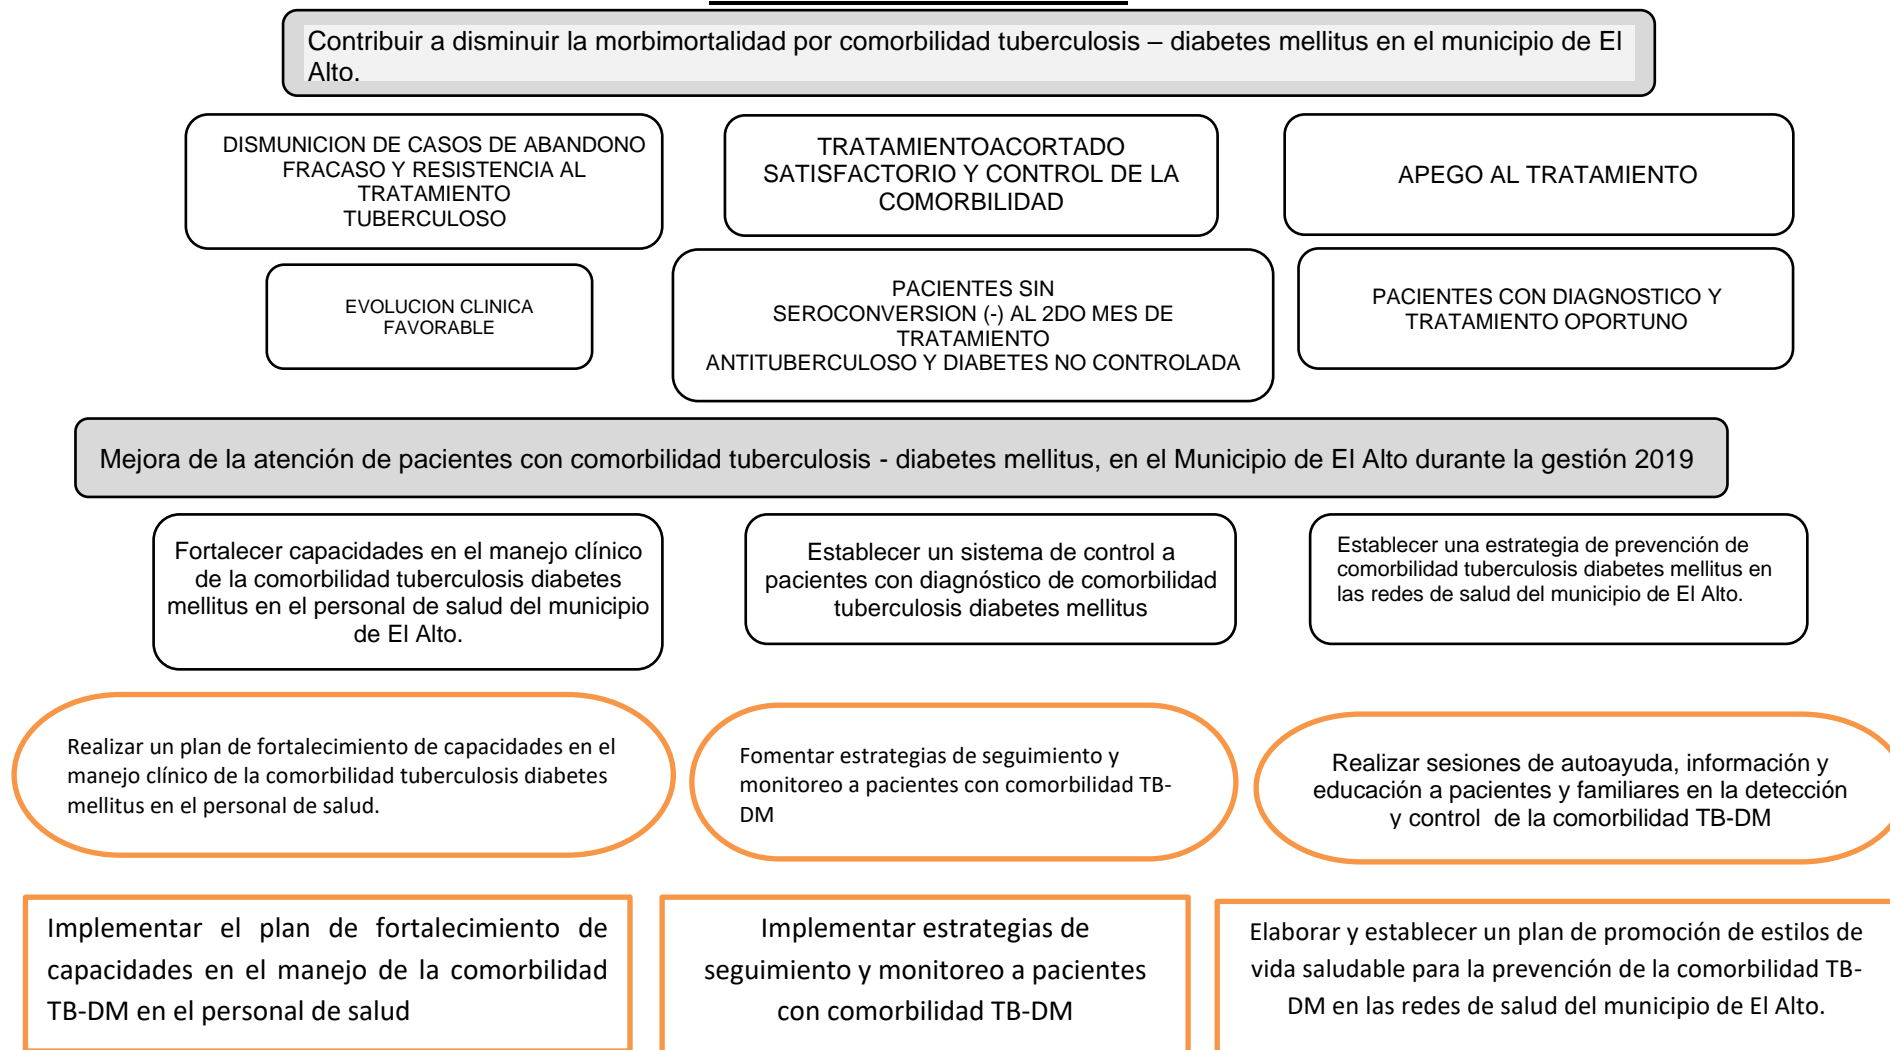 Contribuir a disminuir la morbimortalidad por comorbilidad tuberculosis – diabetes mellitus en el municipio de El
Alto.
DISMUNICION DE CASOS DE ABANDONO
FRACASO Y RESISTENCIA AL
TRATAMIENTO
TUBERCULOSO
TRATAMIENTOACORTADO
SATISFACTORIO Y CONTROL DE LA
COMORBILIDAD
APEGO AL TRATAMIENTO
EVOLUCION CLINICA
FAVORABLE
PACIENTES SIN
SEROCONVERSION (-) AL 2DO MES DE
TRATAMIENTO
ANTITUBERCULOSO Y DIABETES NO CONTROLADA
PACIENTES CON DIAGNOSTICO Y
TRATAMIENTO OPORTUNO
Mejora de la atención de pacientes con comorbilidad tuberculosis - diabetes mellitus, en el Municipio de El Alto durante la gestión 2019
Fortalecer capacidades en el manejo clínico
de la comorbilidad tuberculosis diabetes
mellitus en el personal de salud del municipio
de El Alto.
Establecer un sistema de control a
pacientes con diagnóstico de comorbilidad
tuberculosis diabetes mellitus
Establecer una estrategia de prevención de
comorbilidad tuberculosis diabetes mellitus en
las redes de salud del municipio de El Alto.
Realizar un plan de fortalecimiento de capacidades en el
manejo clínico de la comorbilidad tuberculosis diabetes
mellitus en el personal de salud.
Fomentar estrategias de seguimiento y
monitoreo a pacientes con comorbilidad TB-
DM
Realizar sesiones de autoayuda, información y
educación a pacientes y familiares en la detección
y control  de la comorbilidad TB-DM
Implementar el plan de fortalecimiento de
capacidades en el manejo de la comorbilidad
TB-DM en el personal de salud
Implementar estrategias de
seguimiento y monitoreo a pacientes
con comorbilidad TB-DM
Elaborar y establecer un plan de promoción de estilos de
vida saludable para la prevención de la comorbilidad TB-
DM en las redes de salud del municipio de El Alto.